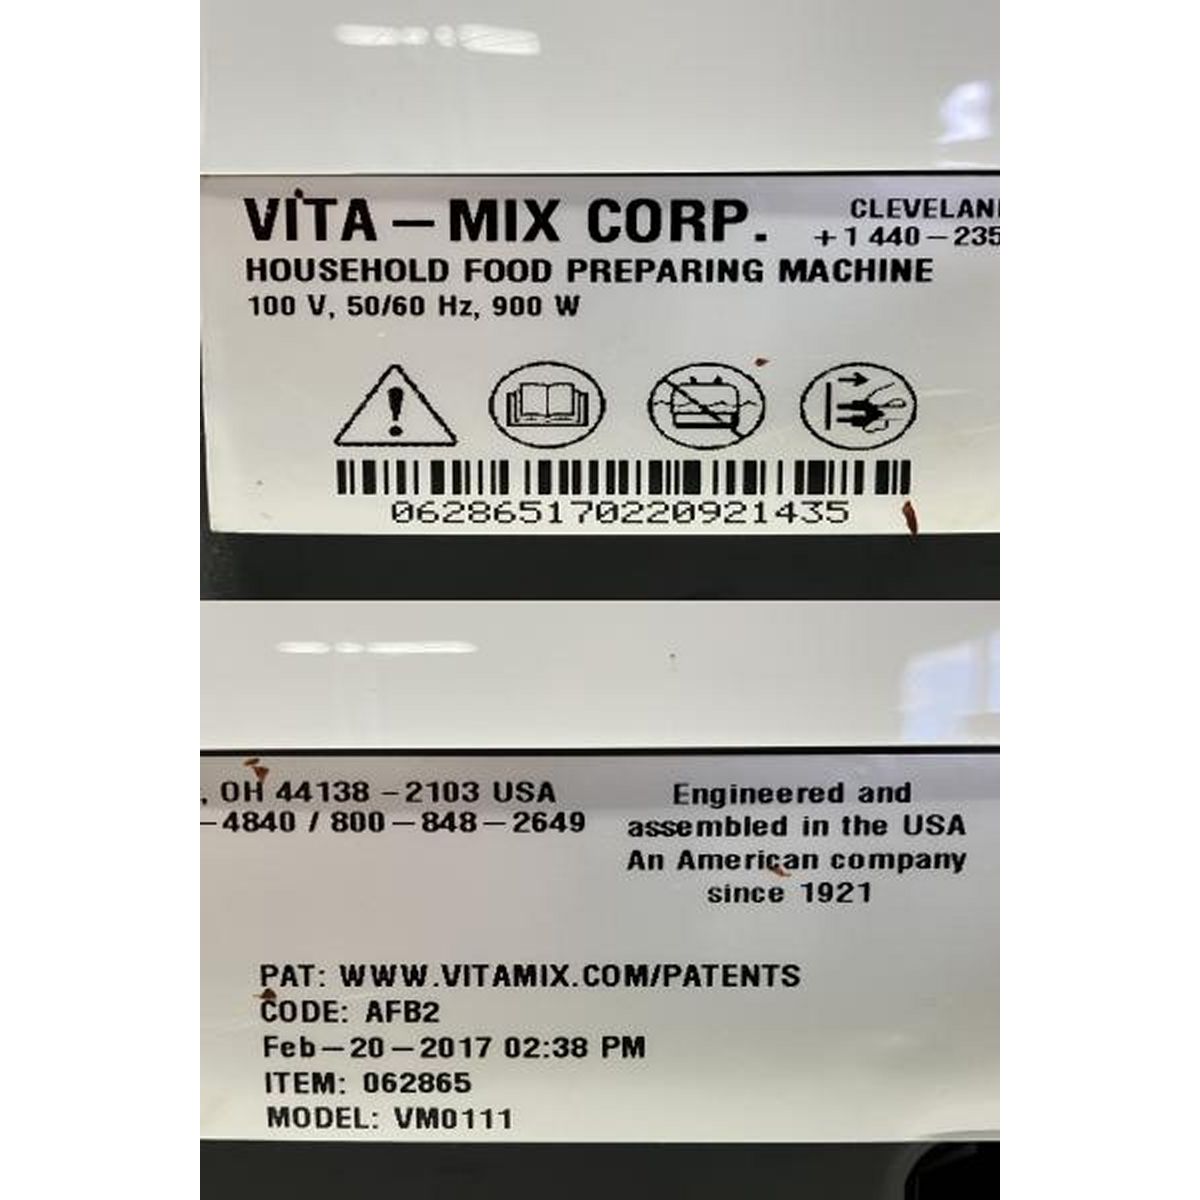 VITA – MIX CORP.
CLEVELAN
+1 440 – 235
HOUSEHOLD FOOD PREPARING MACHINE
100 V, 50/60 Hz, 900 W
062865170220921435
, OH 44138 – 2103 USA
– 4840 / 800 – 848 – 2649
Engineered and
assembled in the USA
An American company
since 1921
PAT: WWW.VITAMIX.COM/PATENTS
CODE: AFB2
Feb – 20 – 2017 02:38 PM
ITEM: 062865
MODEL: VM0111